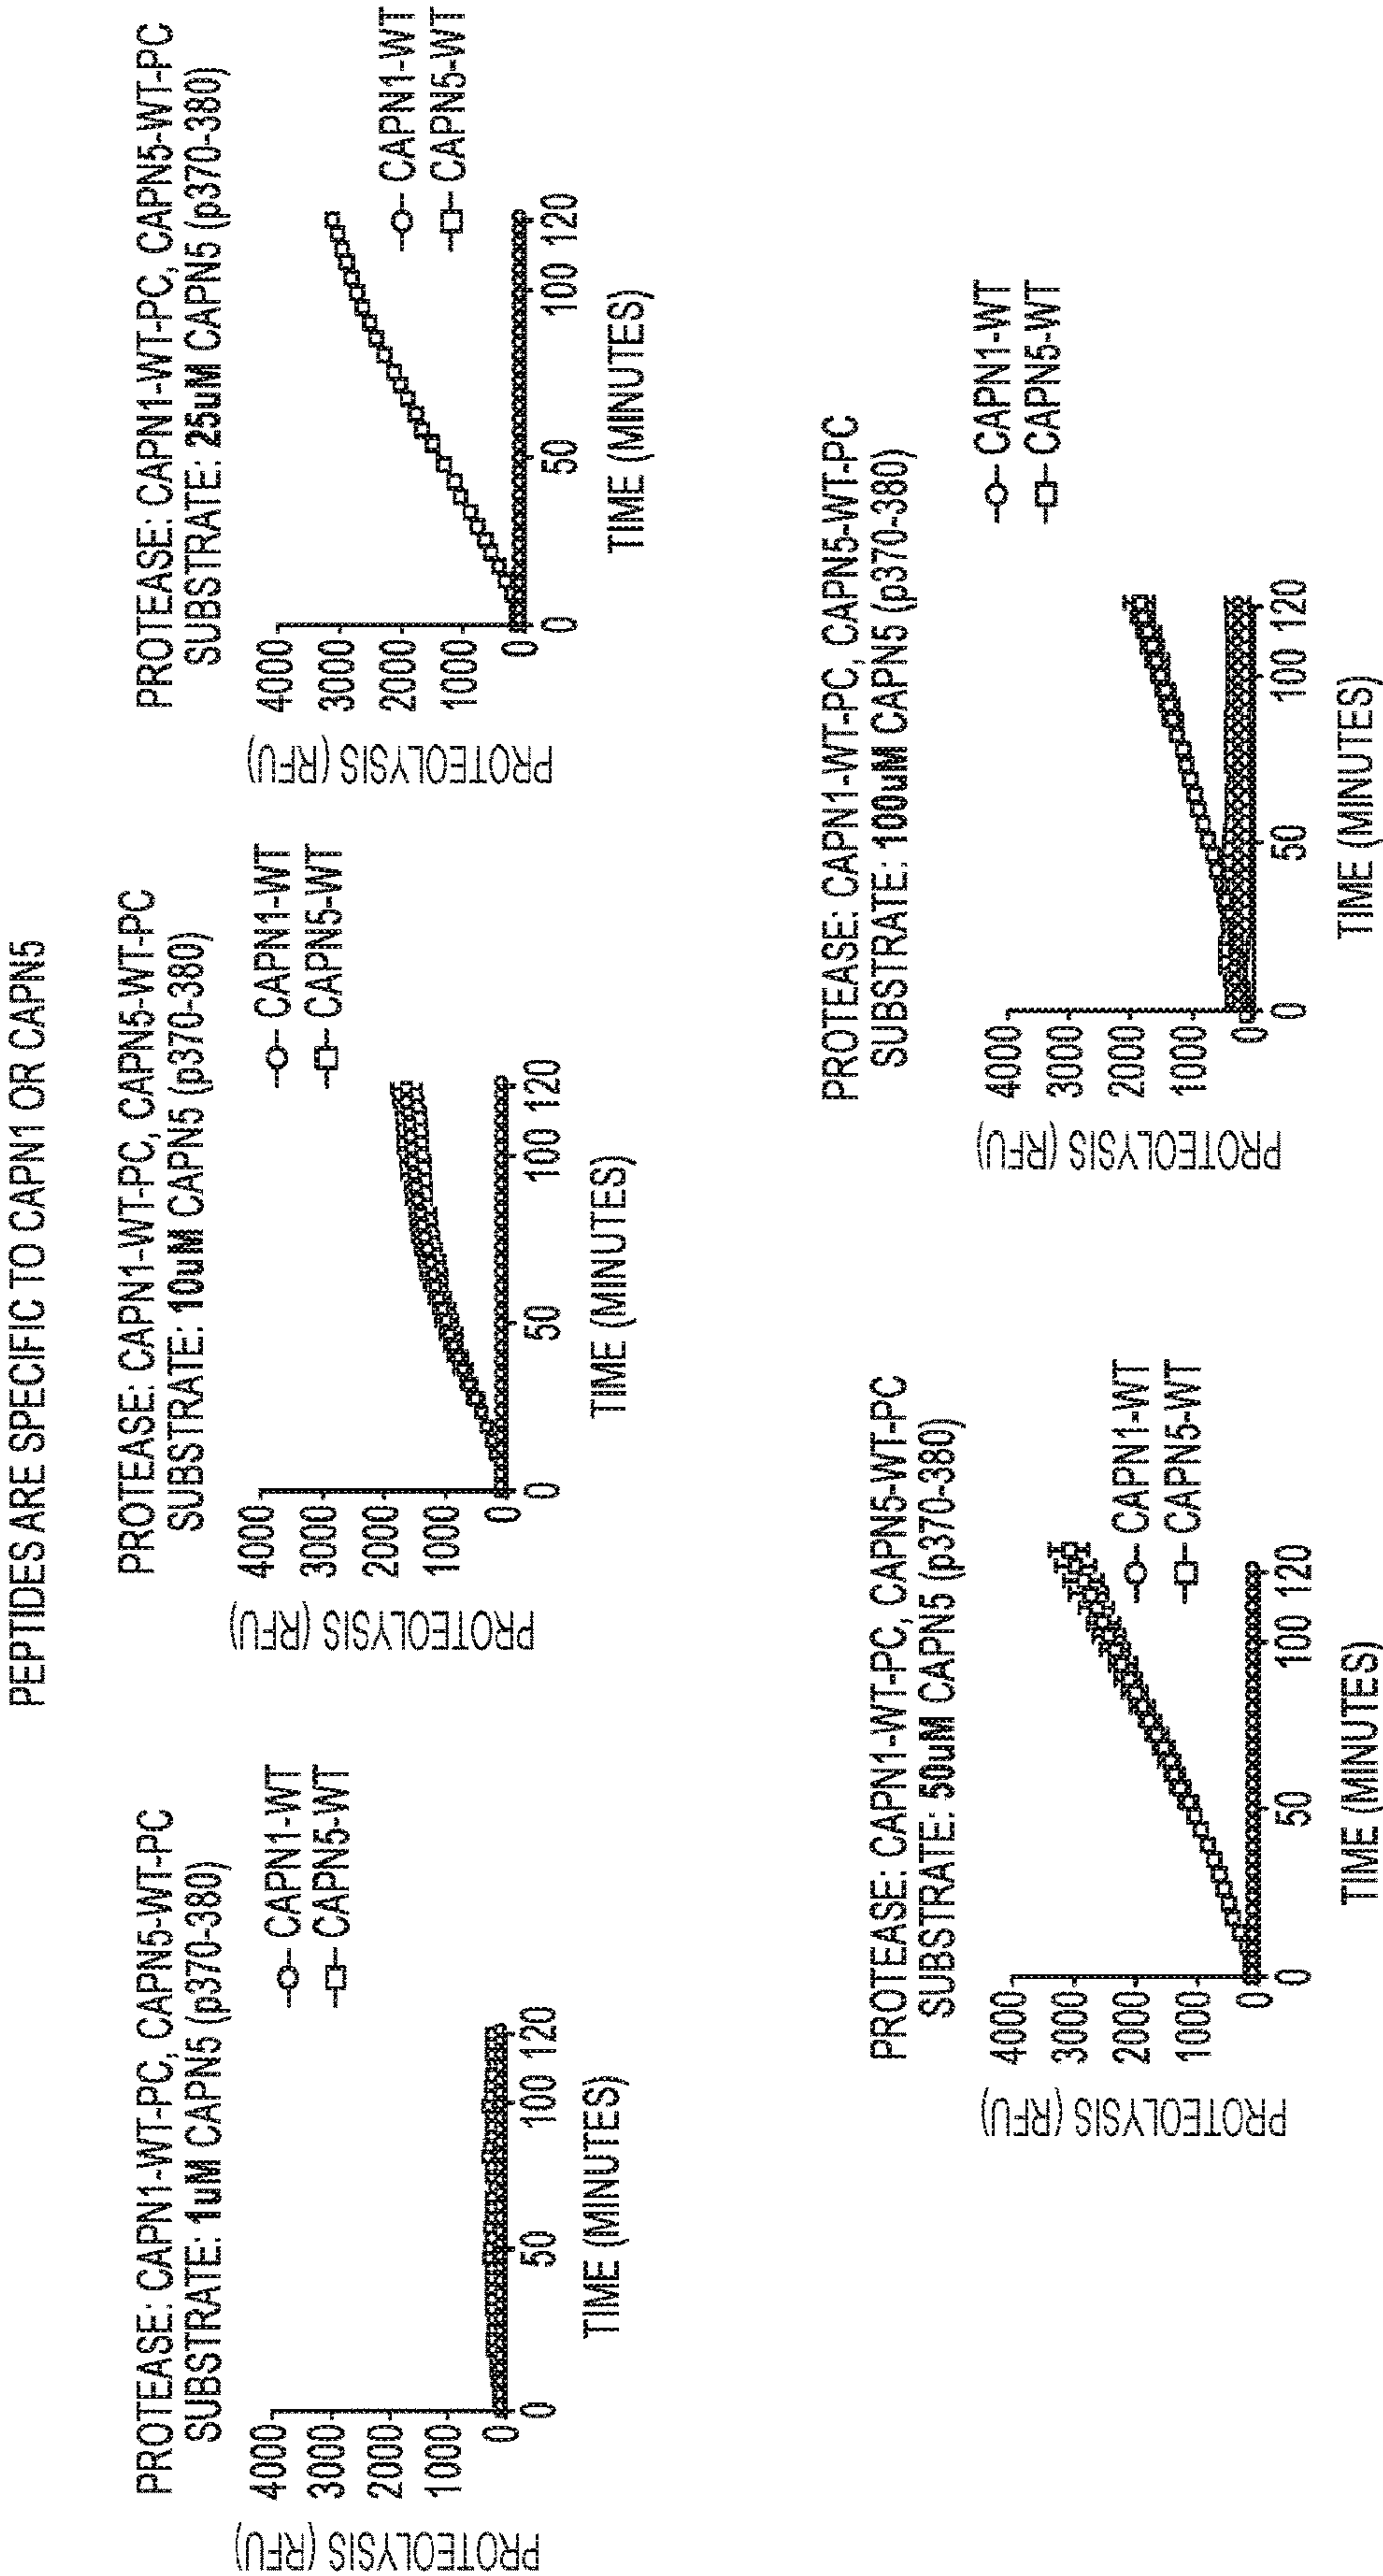 PEPTIDES ARE SPECIFIC TO CAPN1 OR CAPN5
PROTEASE: CAPN1-WT-PC, CAPN5-WT-PC
SUBSTRATE: 1uM CAPN5 (p370-380)
PROTEOLYSIS (RFU)
4000
3000
2000
1000
0
0
50
100
120
TIME (MINUTES)
CAPN1-WT
CAPN5-WT
PROTEASE: CAPN1-WT-PC, CAPN5-WT-PC
SUBSTRATE: 10uM CAPN5 (p370-380)
PROTEOLYSIS (RFU)
4000
3000
2000
1000
0
0
50
100
120
TIME (MINUTES)
CAPN1-WT
CAPN5-WT
PROTEASE: CAPN1-WT-PC, CAPN5-WT-PC
SUBSTRATE: 25uM CAPN5 (p370-380)
PROTEOLYSIS (RFU)
4000
3000
2000
1000
0
0
50
100
120
TIME (MINUTES)
CAPN1-WT
CAPN5-WT
PROTEASE: CAPN1-WT-PC, CAPN5-WT-PC
SUBSTRATE: 50uM CAPN5 (p370-380)
PROTEOLYSIS (RFU)
4000
3000
2000
1000
0
0
50
100
120
TIME (MINUTES)
CAPN1-WT
CAPN5-WT
PROTEASE: CAPN1-WT-PC, CAPN5-WT-PC
SUBSTRATE: 100uM CAPN5 (p370-380)
PROTEOLYSIS (RFU)
4000
3000
2000
1000
0
0
50
100
120
TIME (MINUTES)
CAPN1-WT
CAPN5-WT